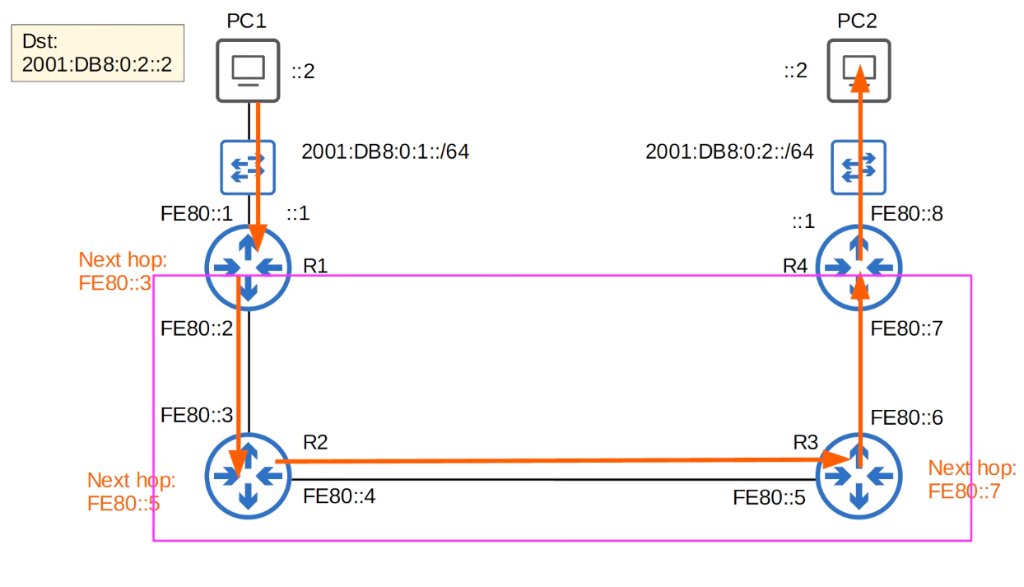 PC1
PC2
Dst:
2001:DB8:0:2::2
::2
::2
2001:DB8:0:1::/64
2001:DB8:0:2::/64
FE80::1
::1
::1
FE80::8
Next hop:
FE80::3
R1
R4
FE80::2
FE80::7
FE80::3
FE80::6
R2
R3
Next hop:
FE80::5
FE80::4
FE80::5
Next hop:
FE80::7